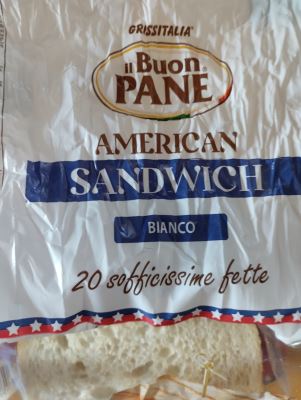 GRISSITALIA
il Buon
PANE
AMERICAN
SANDWICH
BIANCO
20 sofficissime fette